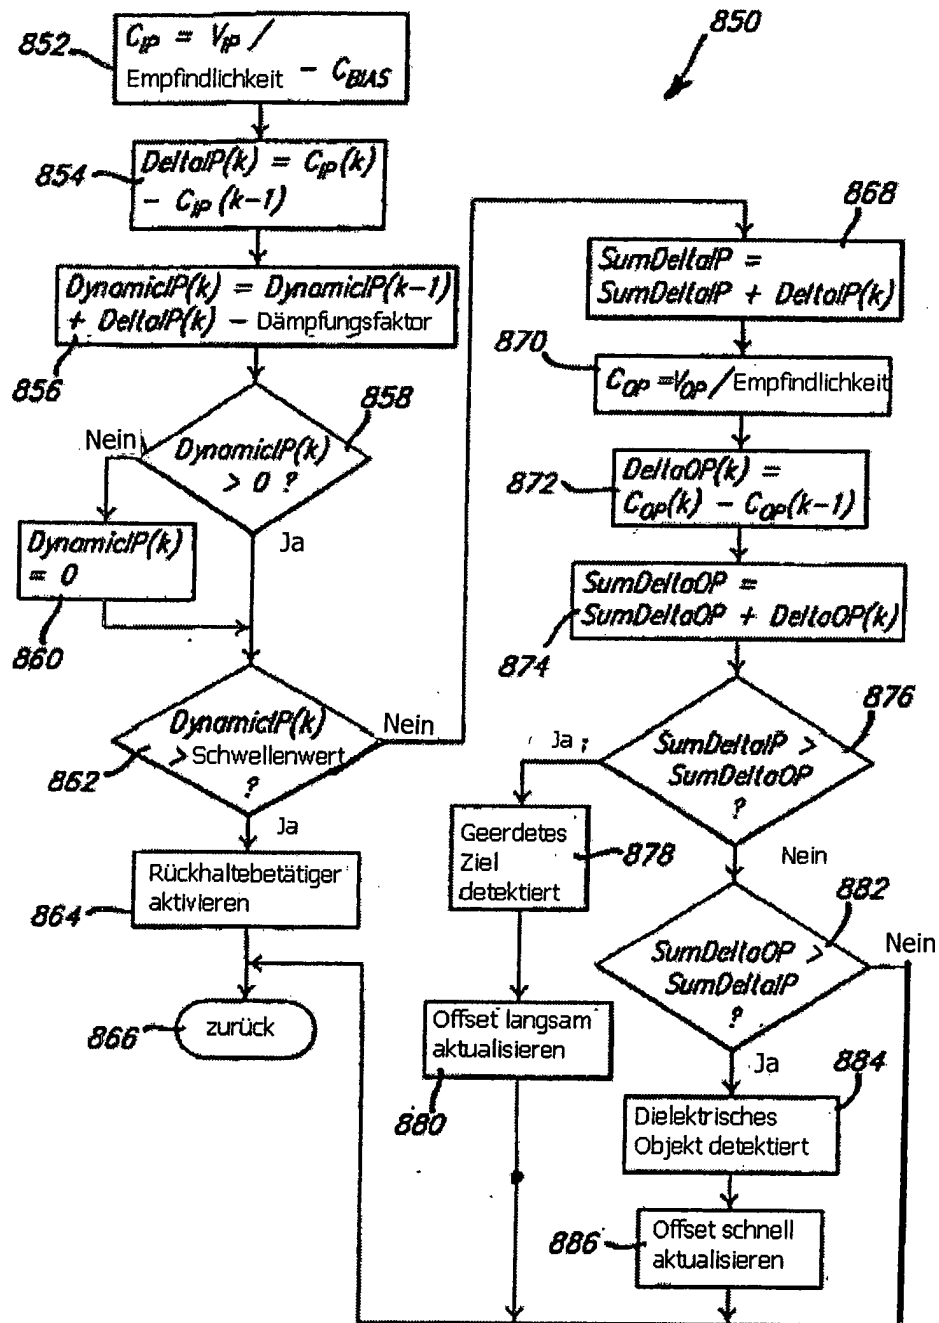 850
852
C_IP = V_IP /
Empfindlichkeit - C_BIAS
854
DeltaIP(k) = C_IP(k)
- C_IP(k-1)
DynamicIP(k) = DynamicIP(k-1)
+ DeltaIP(k) - Dämpfungsfaktor
856
858
Nein
DynamicIP(k)
> 0 ?
Ja
DynamicIP(k)
= 0
860
DynamicIP(k)
> Schwellenwert
?
862
Nein
Ja
Rückhaltebetätiger
aktivieren
864
zurück
866
868
SumDeltaIP =
SumDeltaIP + DeltaIP(k)
870
C_OP = V_OP / Empfindlichkeit
872
DeltaOP(k) =
C_OP(k) - C_OP(k-1)
SumDeltaOP =
SumDeltaOP + DeltaOP(k)
874
876
SumDeltaIP >
SumDeltaOP
?
Ja
Nein
Geerdetes
Ziel
detektiert
878
Offset langsam
aktualisieren
880
882
SumDeltaOP >
SumDeltaIP
?
Nein
Ja
884
Dielektrisches
Objekt detektiert
Offset schnell
aktualisieren
886